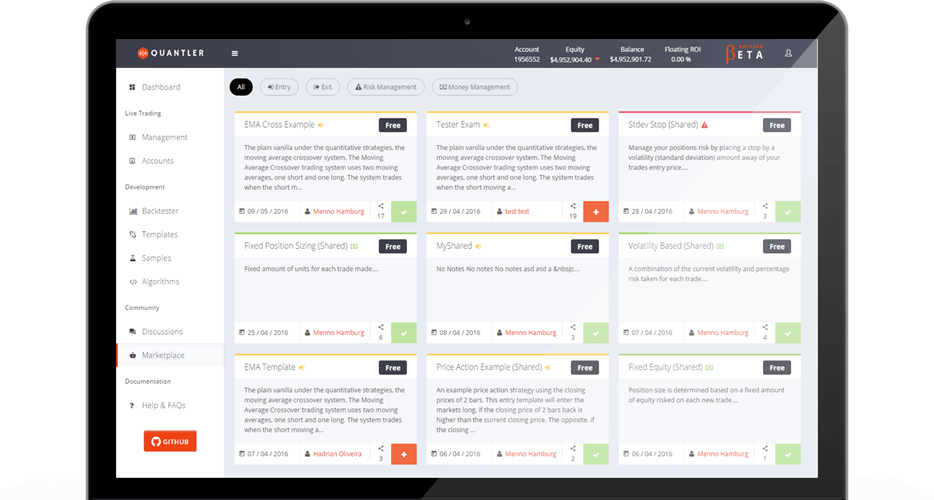 QUANTLER
Account Equity Balance Floating ROI
1956552 $4,952,904.40 $4,952,901.72 0.00 %
version
βETA
Dashboard
Live Trading
Management
Accounts
Development
Backtester
Templates
Samples
Algorithms
Community
Discussions
Marketplace
Documentation
Help & FAQs
GITHUB
All Entry Exit Risk Management Money Management
EMA Cross Example Free
The plain vanilla under the quantitative strategies, the
moving average crossover system. The Moving
Average Crossover trading system uses two moving
averages, one short and one long. The system trades
when the short m...
09 / 05 / 2016 Menno Hamburg 17
Tester Exam Free
The plain vanilla under the quantitative strategies, the
moving average crossover system. The Moving
Average Crossover trading system uses two moving
averages, one short and one long. The system trades
when the short moving a...
29 / 04 / 2016 test test 19
Stdev Stop (Shared) Free
Manage your positions risk by placing a stop by a
volatility (standard deviation) amount away of your
trades entry price....
28 / 04 / 2016 Menno Hamburg 3
Fixed Position Sizing (Shared) Free
Fixed amount of units for each trade made....
25 / 04 / 2016 Menno Hamburg 6
MyShared Free
No Notes No notes No notes asd asd a &nbsp;...
08 / 04 / 2016 Menno Hamburg 3
Volatility Based (Shared) Free
A combination of the current volatility and percentage
risk taken for each trade....
07 / 04 / 2016 Menno Hamburg 4
EMA Template Free
The plain vanilla under the quantitative strategies, the
moving average crossover system. The Moving
Average Crossover trading system uses two moving
averages, one short and one long. The system trades
when the short moving a...
07 / 04 / 2016 Hadrian Oliveira 3
Price Action Example (Shared) Free
An example price action strategy using the closing
prices of 2 bars. This entry template will enter the
markets long, if the closing price of 2 bars back is
higher than the current closing price. The opposite, if
the closing ...
06 / 04 / 2016 Menno Hamburg 2
Fixed Equity (Shared) Free
Position size is determined based on a fixed amount
of equity risked on each new trade....
06 / 04 / 2016 Menno Hamburg 1